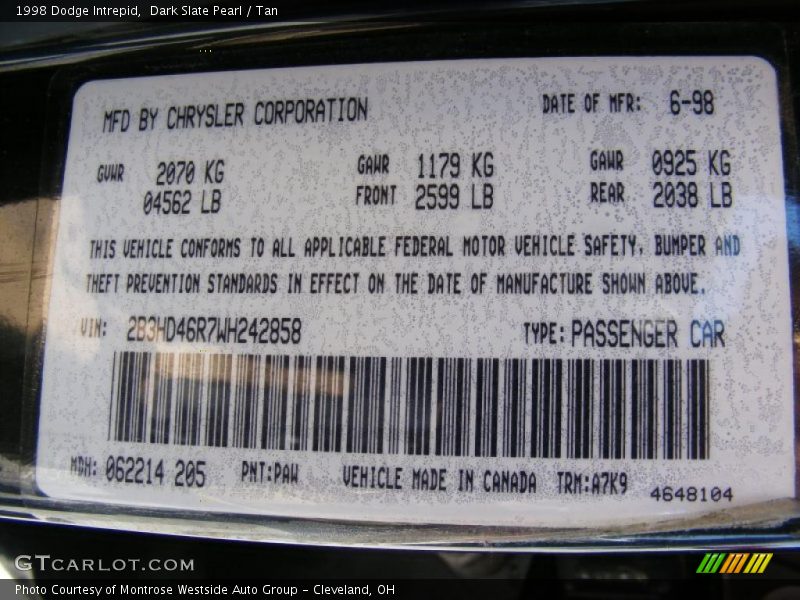 1998 Dodge Intrepid, Dark Slate Pearl / Tan
MFD BY CHRYSLER CORPORATION DATE OF MFR: 6-98
GVWR 2070 KG GAWR 1179 KG GAWR 0925 KG
04562 LB FRONT 2599 LB REAR 2038 LB
THIS VEHICLE CONFORMS TO ALL APPLICABLE FEDERAL MOTOR VEHICLE SAFETY, BUMPER AND
THEFT PREVENTION STANDARDS IN EFFECT ON THE DATE OF MANUFACTURE SHOWN ABOVE.
VIN: 2B3HD46R7WH242858 TYPE: PASSENGER CAR
MDH: 062214 205 PNT:PAW VEHICLE MADE IN CANADA TRM:A7K9 4648104
GTCARLOT.COM
Photo Courtesy of Montrose Westside Auto Group - Cleveland, OH